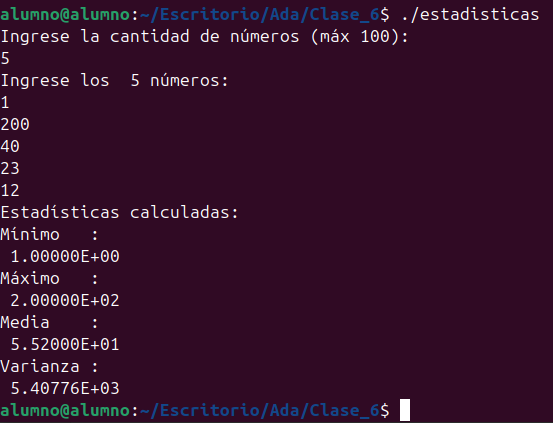 alumno@alumno:~/Escritorio/Ada/Clase_6$ ./estadisticas
Ingrese la cantidad de números (máx 100):
5
Ingrese los  5 números:
1
200
40
23
12
Estadísticas calculadas:
Mínimo   :
 1.00000E+00
Máximo   :
 2.00000E+02
Media    :
 5.52000E+01
Varianza :
 5.40776E+03
alumno@alumno:~/Escritorio/Ada/Clase_6$